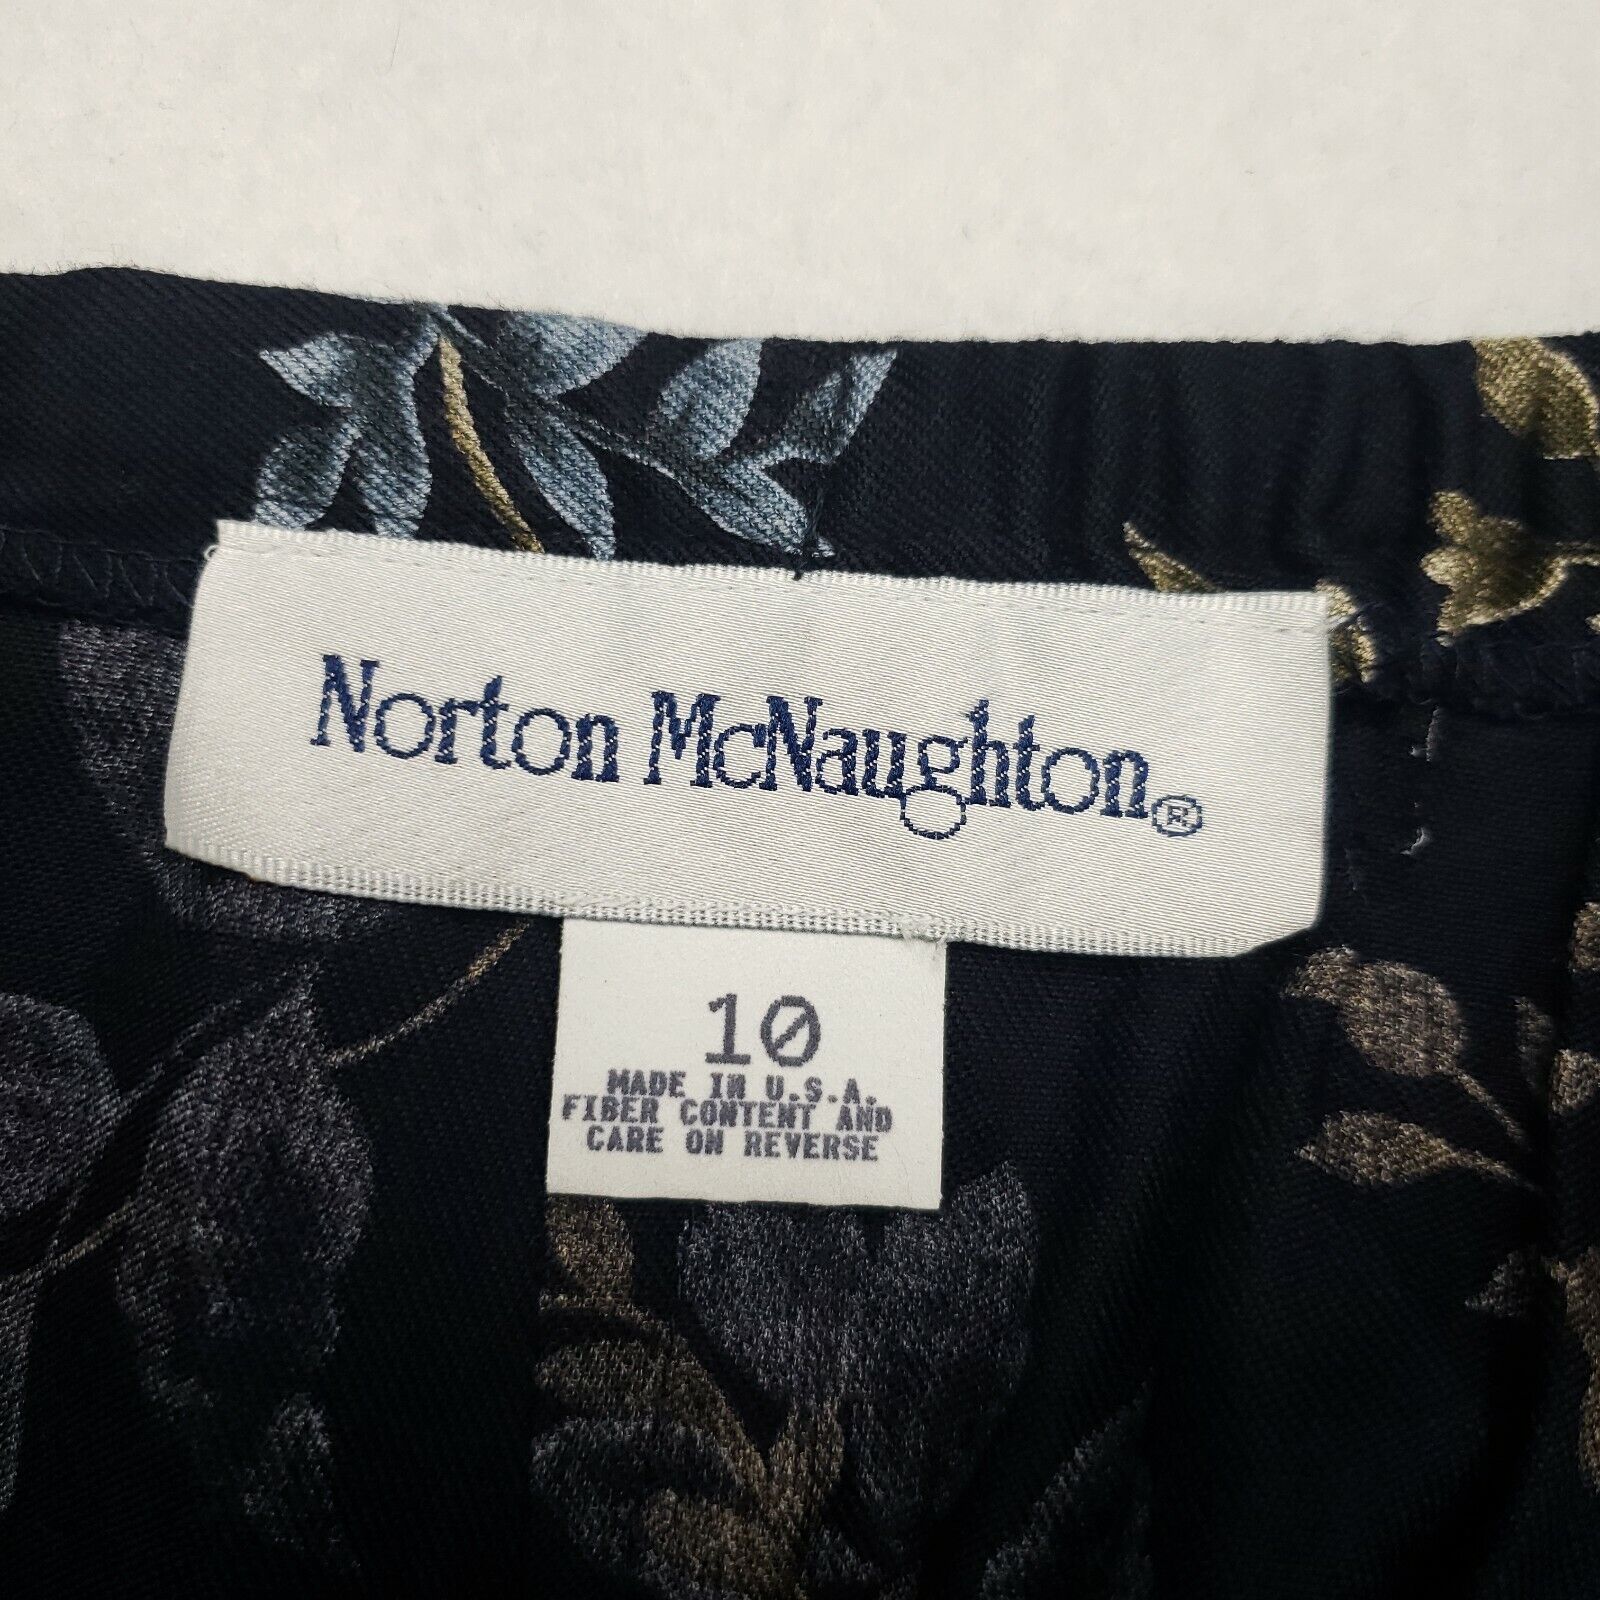 Norton McNaughton®
10
MADE IN U.S.A.
FIBER CONTENT AND
CARE ON REVERSE